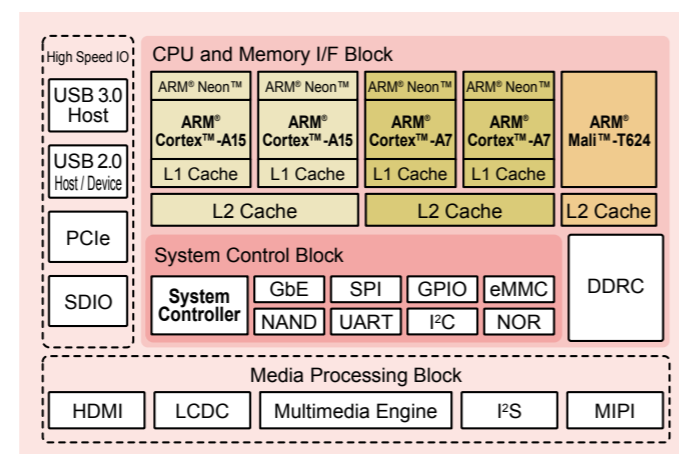 High Speed IO
USB 3.0
Host
USB 2.0
Host / Device
PCIe
SDIO
CPU and Memory I/F Block
ARM® Neon™
ARM®
Cortex™-A15
L1 Cache
ARM® Neon™
ARM®
Cortex™-A15
L1 Cache
ARM® Neon™
ARM®
Cortex™-A7
L1 Cache
ARM® Neon™
ARM®
Cortex™-A7
L1 Cache
ARM®
Mali™-T624
L2 Cache
L2 Cache
L2 Cache
System Control Block
System
Controller
GbE
SPI
GPIO
eMMC
NAND
UART
I²C
NOR
DDRC
Media Processing Block
HDMI
LCDC
Multimedia Engine
I²S
MIPI